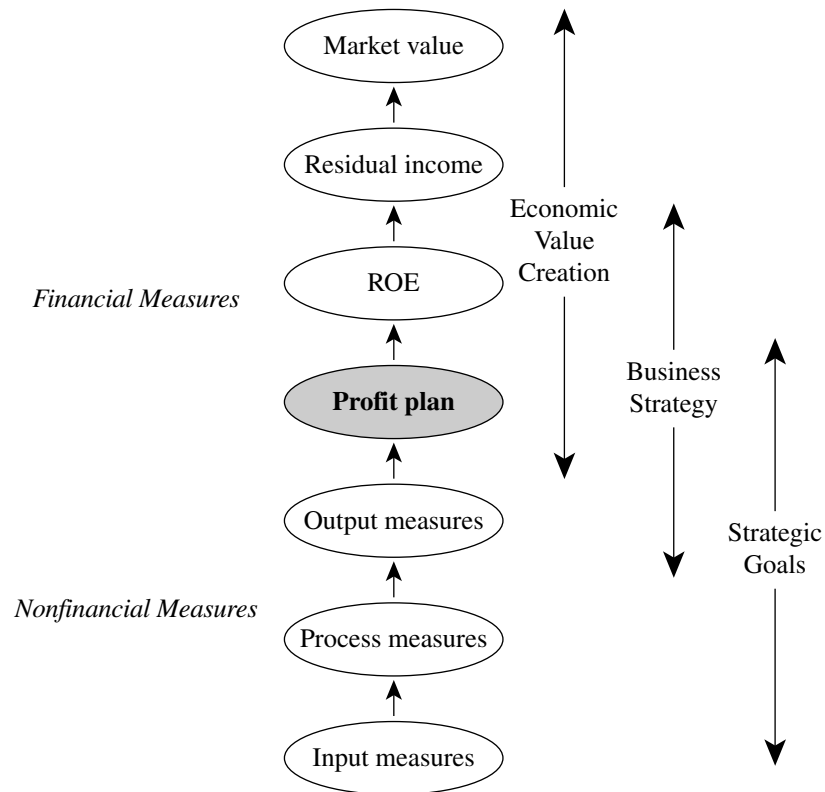 Market value
Residual income
Economic
Value
Creation
ROE
Financial Measures
Business
Strategy
Profit plan
Output measures
Strategic
Goals
Nonfinancial Measures
Process measures
Input measures